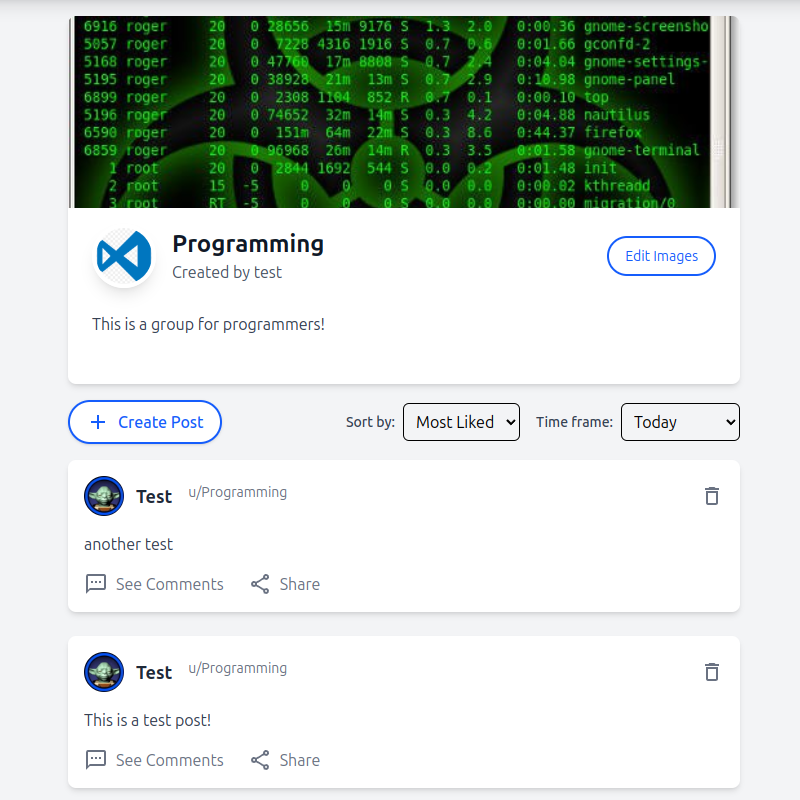 6916 roger 20 0 28656 15m 9176 S 1.3 2.0 0:00.36 gnome-screensho
5057 roger 20 0 7228 4316 1916 S 0.7 0.6 0:01.66 gconfd-2
5168 roger 20 0 47760 17m 8808 S 0.7 2.4 0:04.04 gnome-settings-
5195 roger 20 0 38928 21m 13m S 0.7 2.9 0:10.98 gnome-panel
6899 roger 20 0 2308 1104 852 R 0.7 0.1 0:00.10 top
5196 roger 20 0 74652 32m 14m S 0.3 4.2 0:04.88 nautilus
6590 roger 20 0 151m 64m 22m S 0.3 8.6 0:44.37 firefox
6859 roger 20 0 96968 26m 14m R 0.3 3.5 0:01.58 gnome-terminal
1 root 20 0 2844 1692 544 S 0.0 0.2 0:01.48 init
2 root 15 -5 0 0 0 S 0.0 0.0 0:00.02 kthreadd
3 root RT -5 0 0 0 S 0.0 0.0 0:00.00 migration/0
Programming
Created by test
Edit Images
This is a group for programmers!
Create Post
Sort by: Most Liked Time frame: Today
Test u/Programming
another test
See Comments Share
Test u/Programming
This is a test post!
See Comments Share